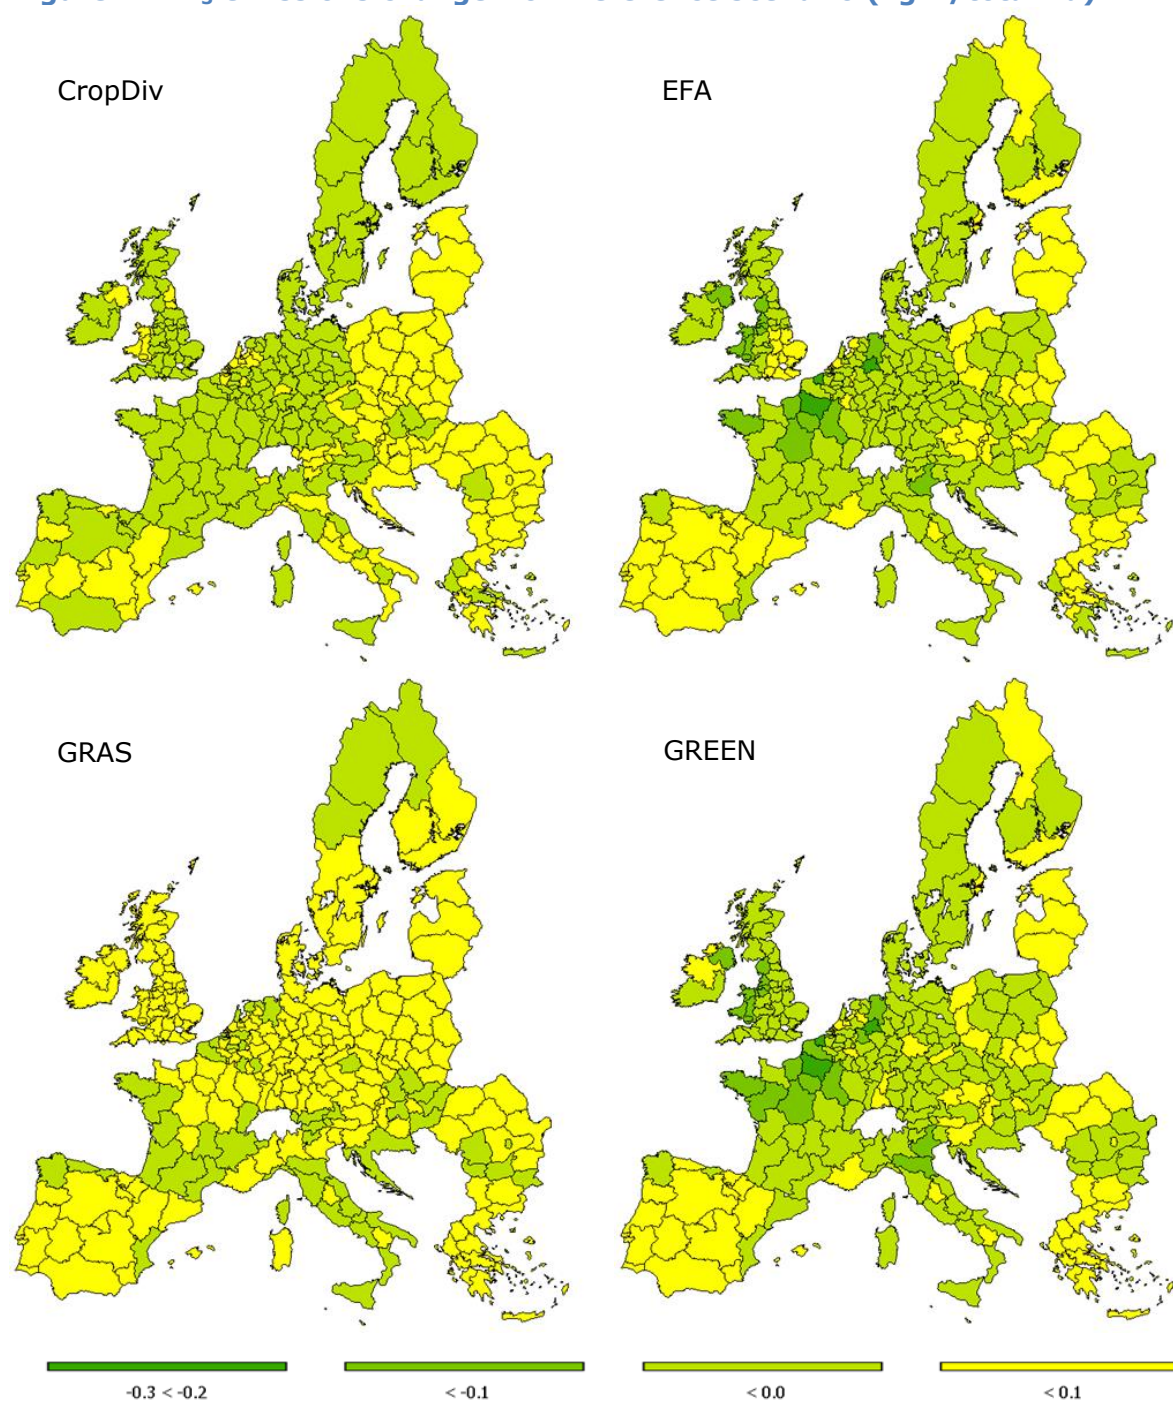 CropDiv
EFA
GRAS
GREEN
-0.3 < -0.2
< -0.1
< 0.0
< 0.1